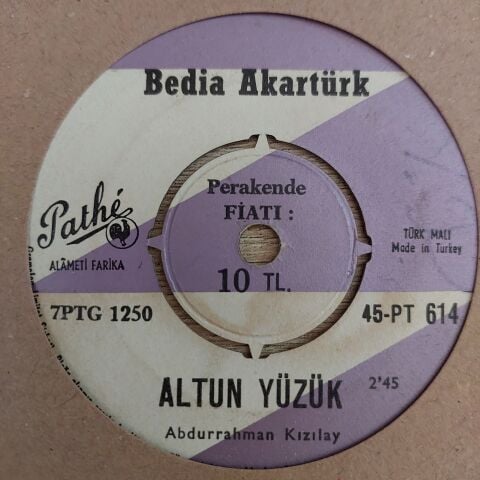 Bedia Akartürk
Perakende
FİATI :
10 TL.
Pathé
ALÂMETİ FARİKA
TÜRK MALI
Made in Turkey
7PTG 1250
45-PT 614
ALTUN YÜZÜK 2'45
Abdurrahman Kızılay